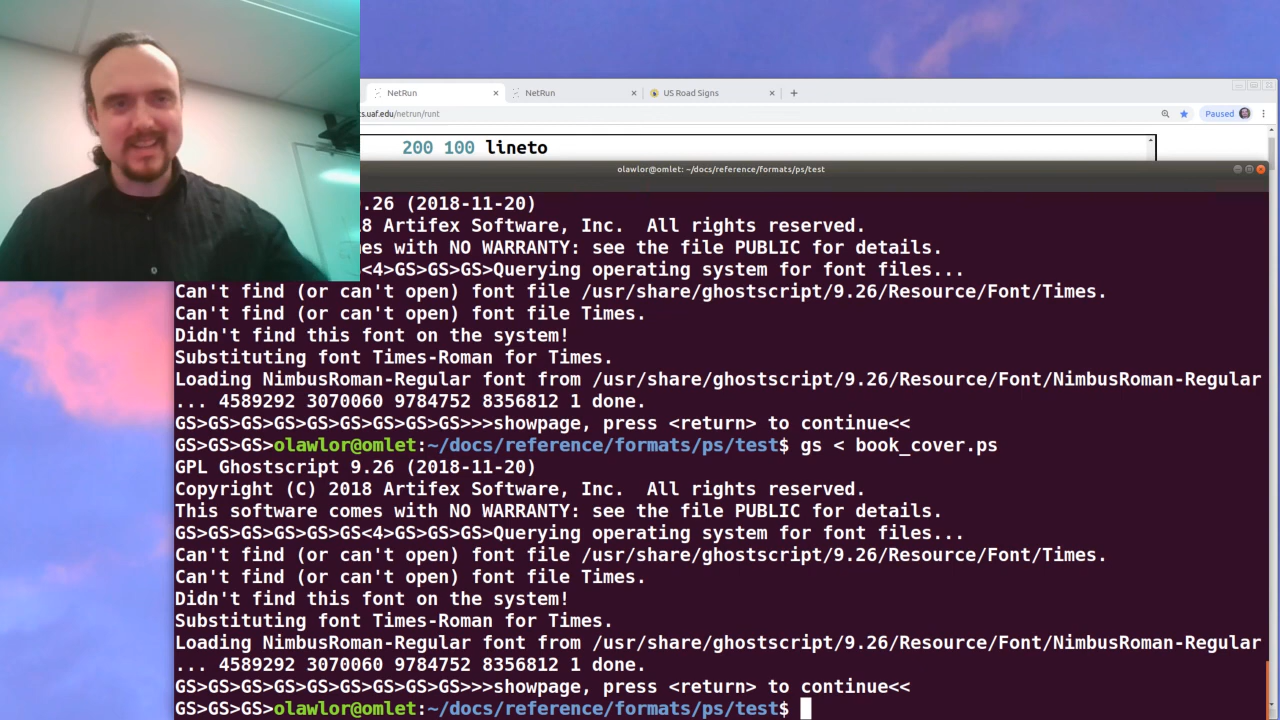 NetRun
NetRun
US Road Signs
cs.uaf.edu/netrun/runt
Paused
200 100 lineto
olawlor@omlet: ~/docs/reference/formats/ps/test
.26 (2018-11-20)
8 Artifex Software, Inc.  All rights reserved.
es with NO WARRANTY: see the file PUBLIC for details.
<4>GS>GS>GS>Querying operating system for font files...
Can't find (or can't open) font file /usr/share/ghostscript/9.26/Resource/Font/Times.
Can't find (or can't open) font file Times.
Didn't find this font on the system!
Substituting font Times-Roman for Times.
Loading NimbusRoman-Regular font from /usr/share/ghostscript/9.26/Resource/Font/NimbusRoman-Regular
... 4589292 3070060 9784752 8356812 1 done.
GS>GS>GS>GS>GS>GS>GS>GS>>>showpage, press <return> to continue<<
GS>GS>GS>olawlor@omlet:~/docs/reference/formats/ps/test$ gs < book_cover.ps
GPL Ghostscript 9.26 (2018-11-20)
Copyright (C) 2018 Artifex Software, Inc.  All rights reserved.
This software comes with NO WARRANTY: see the file PUBLIC for details.
GS>GS>GS>GS>GS>GS<4>GS>GS>GS>Querying operating system for font files...
Can't find (or can't open) font file /usr/share/ghostscript/9.26/Resource/Font/Times.
Can't find (or can't open) font file Times.
Didn't find this font on the system!
Substituting font Times-Roman for Times.
Loading NimbusRoman-Regular font from /usr/share/ghostscript/9.26/Resource/Font/NimbusRoman-Regular
... 4589292 3070060 9784752 8356812 1 done.
GS>GS>GS>GS>GS>GS>GS>GS>>>showpage, press <return> to continue<<
GS>GS>GS>olawlor@omlet:~/docs/reference/formats/ps/test$